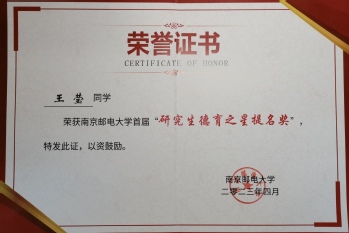 荣誉证书
CERTIFICATE OF HONOR
王莹 同学
荣获南京邮电大学首届“研究生德育之星提名奖”，
特发此证，以资鼓励。
南京邮电大学
二零二三年四月